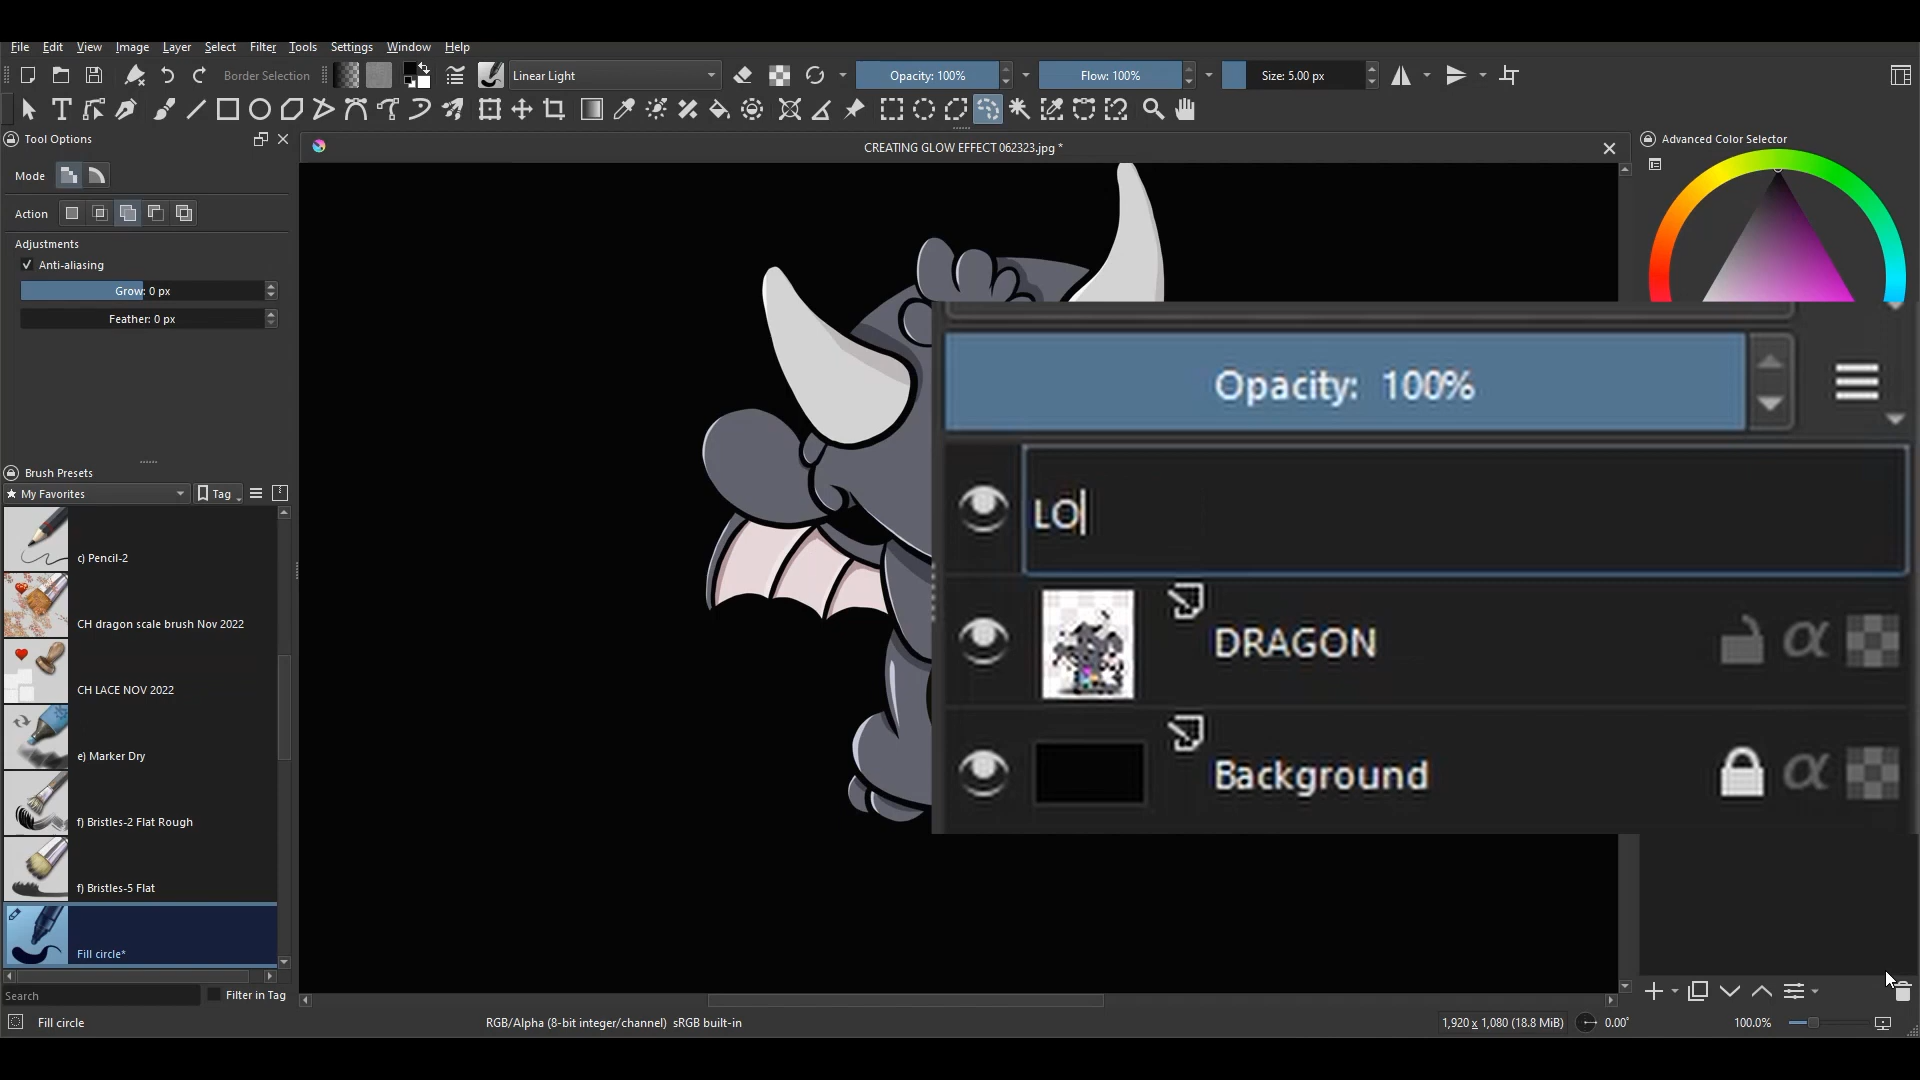 File Edit View Image Layer Select Filter Tools Settings Window Help
Border Selection Linear Light Opacity: 100% Flow: 100% Size: 5.00 px
Tool Options
CREATING GLOW EFFECT 062323.jpg *
Advanced Color Selector
Mode
Action
Adjustments
Anti-aliasing
Grow: 0 px
Feather: 0 px
Opacity: 100%
LO
DRAGON
Background
Brush Presets
My Favorites
Tag
c) Pencil-2
CH dragon scale brush Nov 2022
CH LACE NOV 2022
e) Marker Dry
f) Bristles-2 Flat Rough
f) Bristles-5 Flat
Fill circle*
Search
Filter in Tag
Fill circle
RGB/Alpha (8-bit integer/channel) sRGB built-in
1,920 x 1,080 (18.8 MiB)
0.00°
100.0%